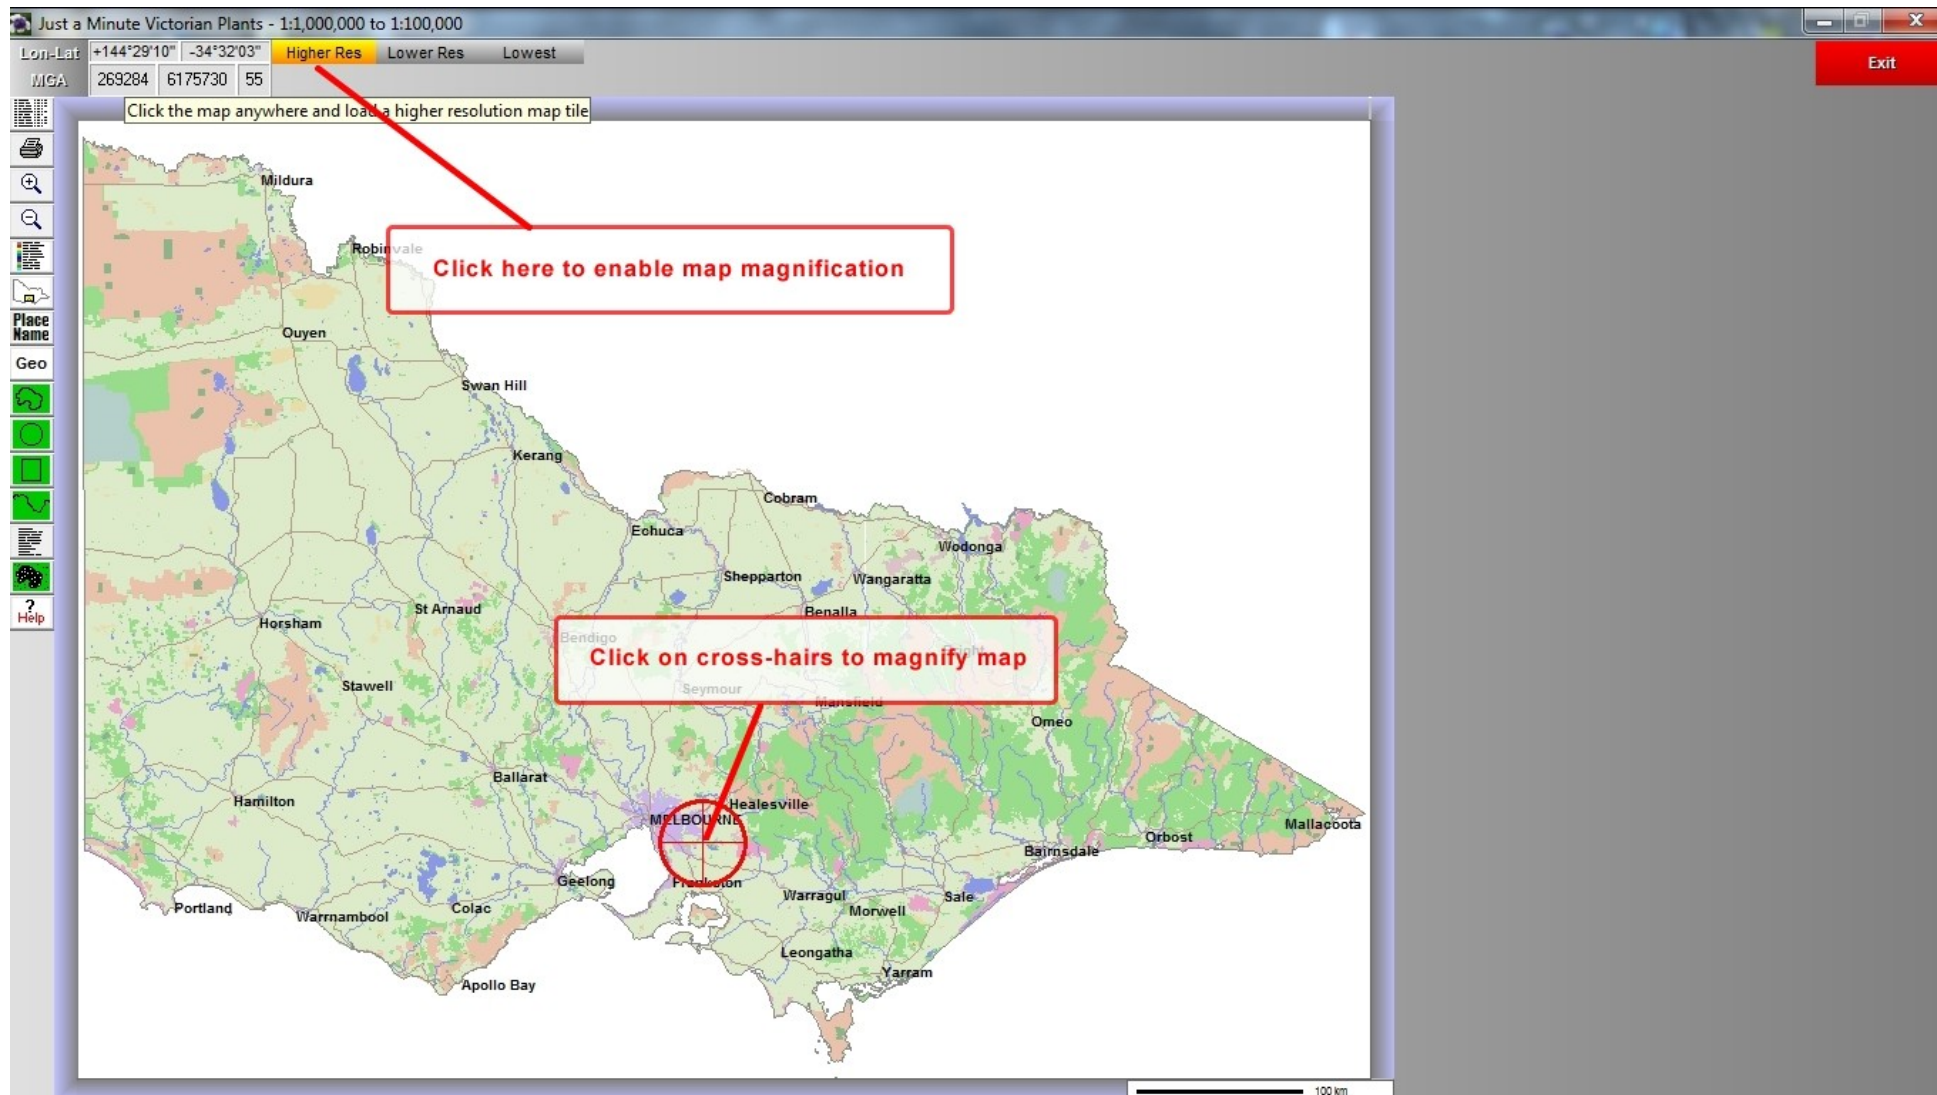 Just a Minute Victorian Plants - 1:1,000,000 to 1:100,000
Lon-Lat +144°29'10" -34°32'03" Higher Res Lower Res Lowest
Exit
MGA 269284 6175730 55
Click the map anywhere and load a higher resolution map tile
Mildura
Robinvale
Click here to enable map magnification
Place
Name
Ouyen
Geo
Swan Hill
Kerang
Cobram
Echuca
Wodonga
Shepparton
Wangaratta
?
Help
St Arnaud
Benalla
Horsham
Bendigo
Bright
Click on cross-hairs to magnify map
Stawell
Seymour
Mansfield
Omeo
Ballarat
Hamilton
Healesville
MELBOURNE
Mallacoota
Orbost
Bairnsdale
Geelong
Frankston
Warragul
Sale
Portland
Warrnambool
Colac
Morwell
Leongatha
Yarram
Apollo Bay
100 km